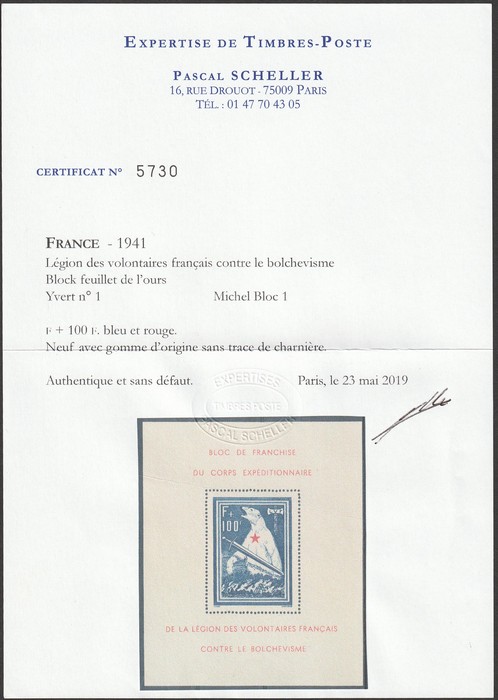 EXPERTISE DE TIMBRES-POSTE
PASCAL SCHELLER
16, RUE DROUOT - 75009 PARIS
TÉL. : 01 47 70 43 05
CERTIFICAT N° 5730
FRANCE - 1941
Légion des volontaires français contre le bolchevisme
Block feuillet de l'ours
Yvert n° 1 Michel Bloc 1
F + 100 F. bleu et rouge.
Neuf avec gomme d'origine sans trace de charnière.
Authentique et sans défaut. Paris, le 23 mai 2019
EXPERTISES
TIMBRES POSTE
PASCAL SCHELLER
BLOC DE FRANCHISE
DU CORPS EXPÉDITIONNAIRE
F+
100F
DE LA LÉGION DES VOLONTAIRES FRANÇAIS
CONTRE LE BOLCHEVISME